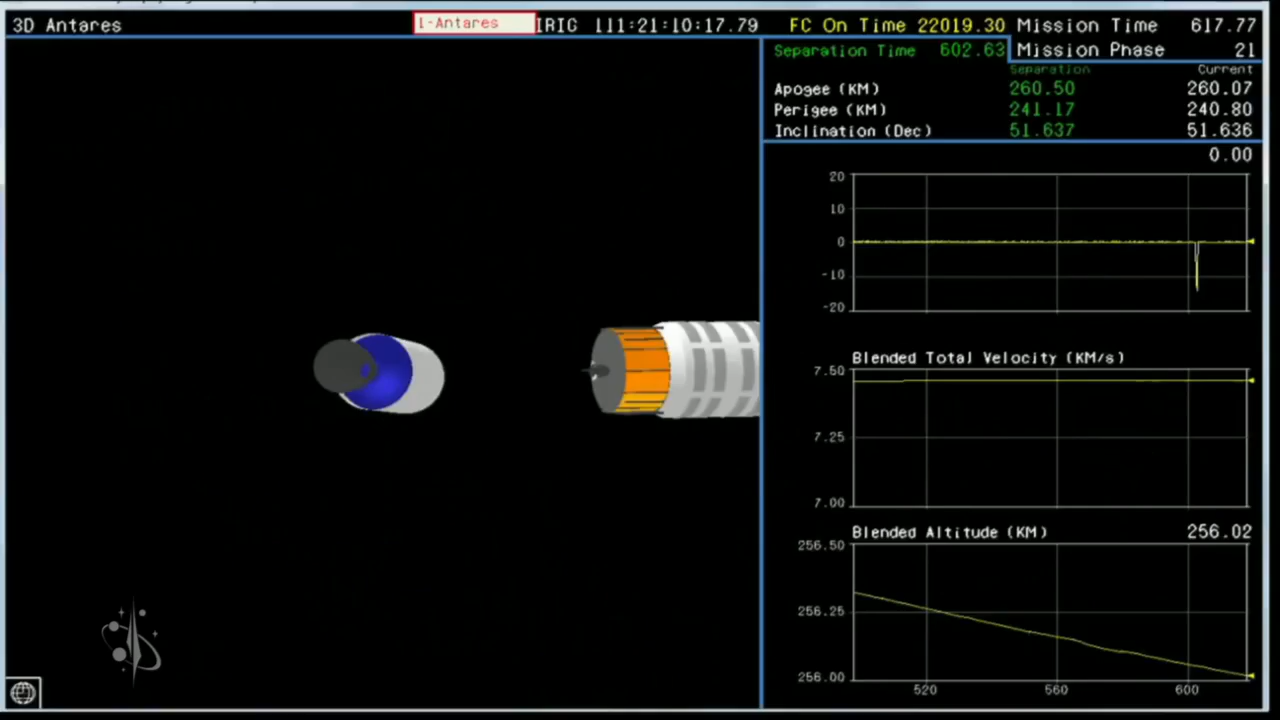 3D Antares
1-Antares
IRIG 111:21:10:17.79
FC On Time 22019.30
Mission Time 617.77
Separation Time 602.63
Mission Phase 21
Separation Current
Apogee (KM) 260.50 260.07
Perigee (KM) 241.17 240.80
Inclination (Dec) 51.637 51.636
0.00
20
10
0
-10
-20
Blended Total Velocity (KM/s)
7.50
7.25
7.00
Blended Altitude (KM) 256.02
256.50
256.25
256.00
520 560 600